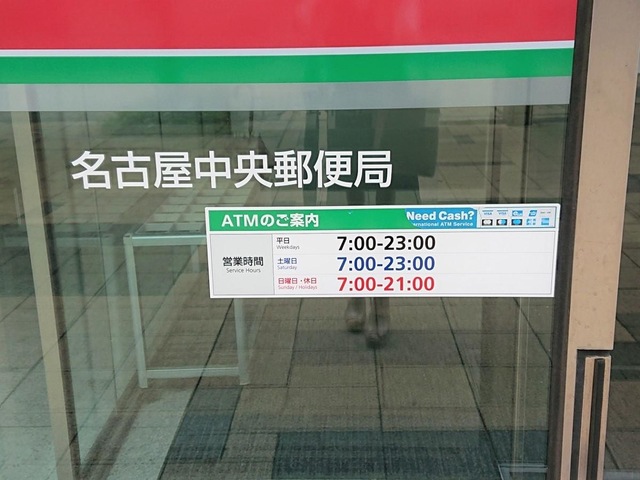 名古屋中央郵便局
ATMのご案内
Need Cash?
International ATM Service
営業時間
Service Hours
平日 7:00-23:00
Weekdays
土曜日 7:00-23:00
Saturday
日曜日・休日 7:00-21:00
Sunday / Holidays